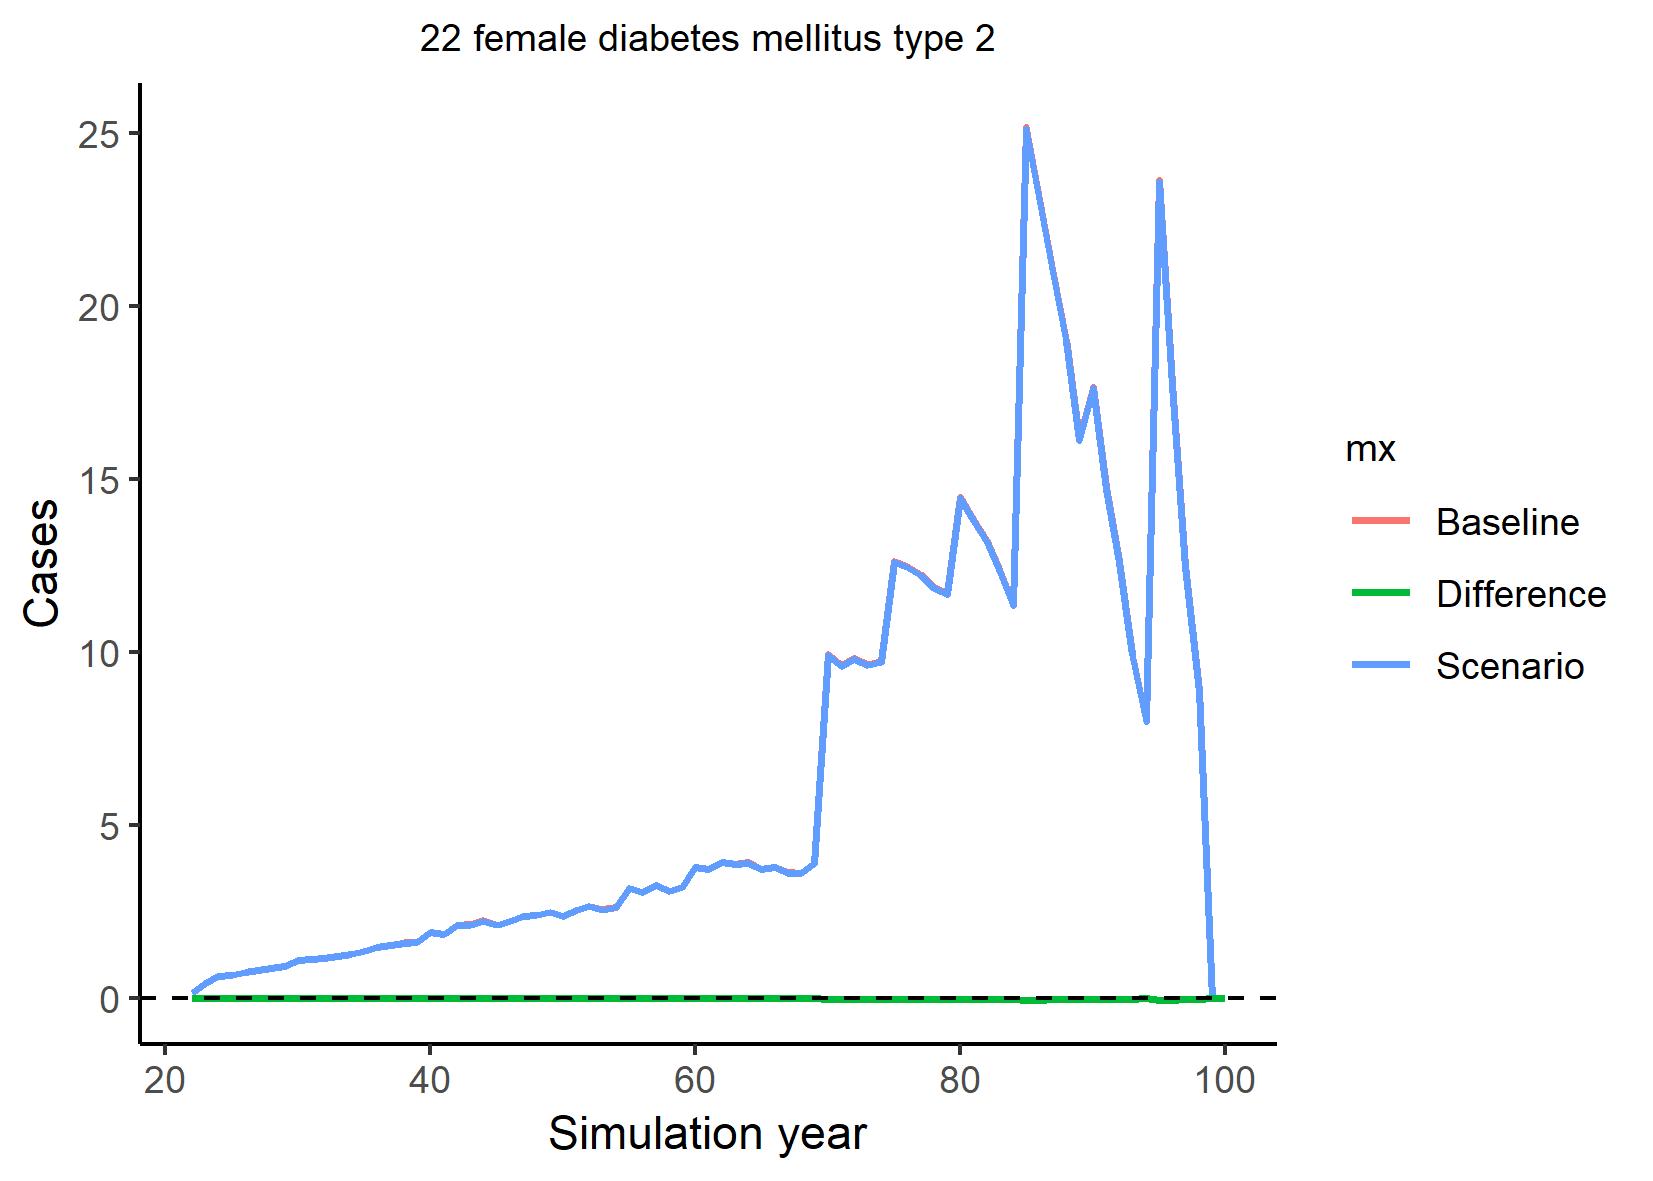 22 female diabetes mellitus type 2
25
20
15
10
5
0
Cases
20 40 60 80 100
Simulation year
mx
Baseline
Difference
Scenario